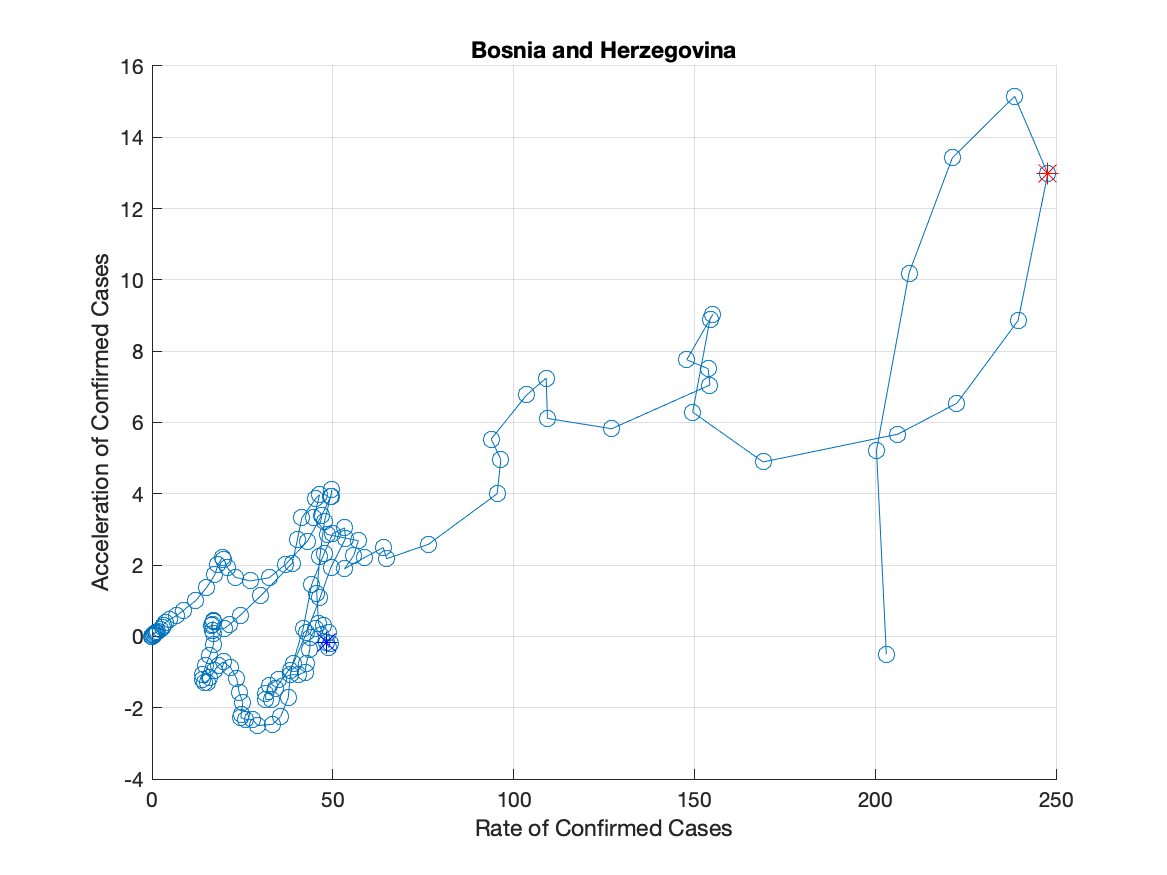 Bosnia and Herzegovina
16
14
12
10
8
6
4
2
0
-2
-4
Acceleration of Confirmed Cases
0 50 100 150 200 250
Rate of Confirmed Cases